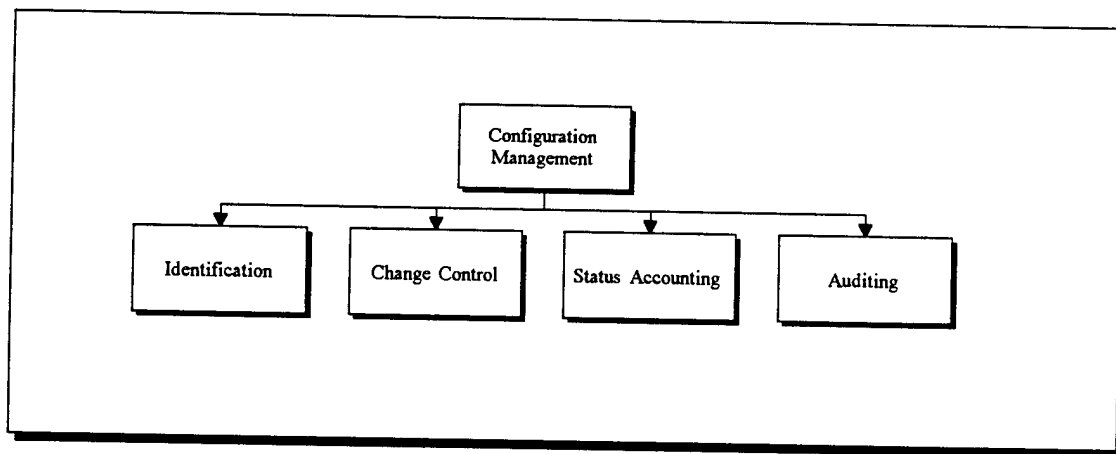 Configuration
Management
Identification
Change Control
Status Accounting
Auditing